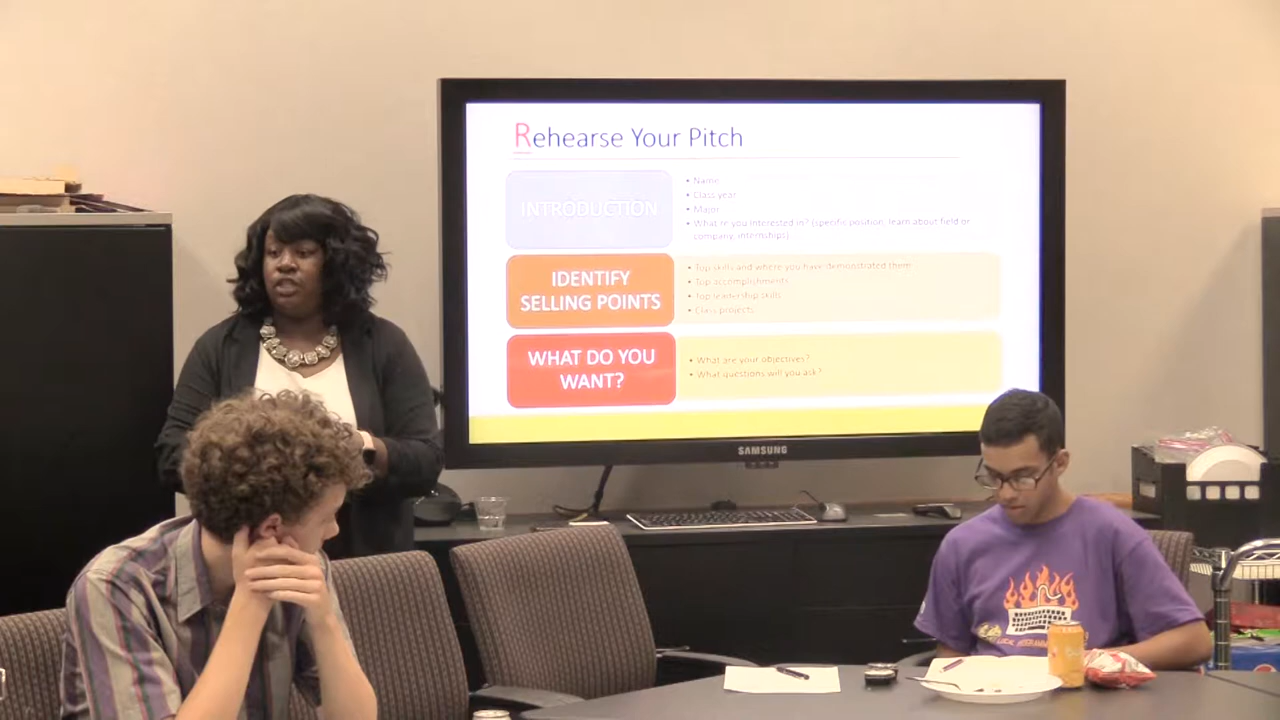 Rehearse Your Pitch
INTRODUCTION
• Name
• Class year
• Major
• What're you interested in? (specific position, learn about field or
company, internships)
IDENTIFY
SELLING POINTS
• Top skills and where you have demonstrated them
• Top accomplishments
• Top leadership skills
• Class projects
WHAT DO YOU
WANT?
• What are your objectives?
• What questions will you ask?
SAMSUNG